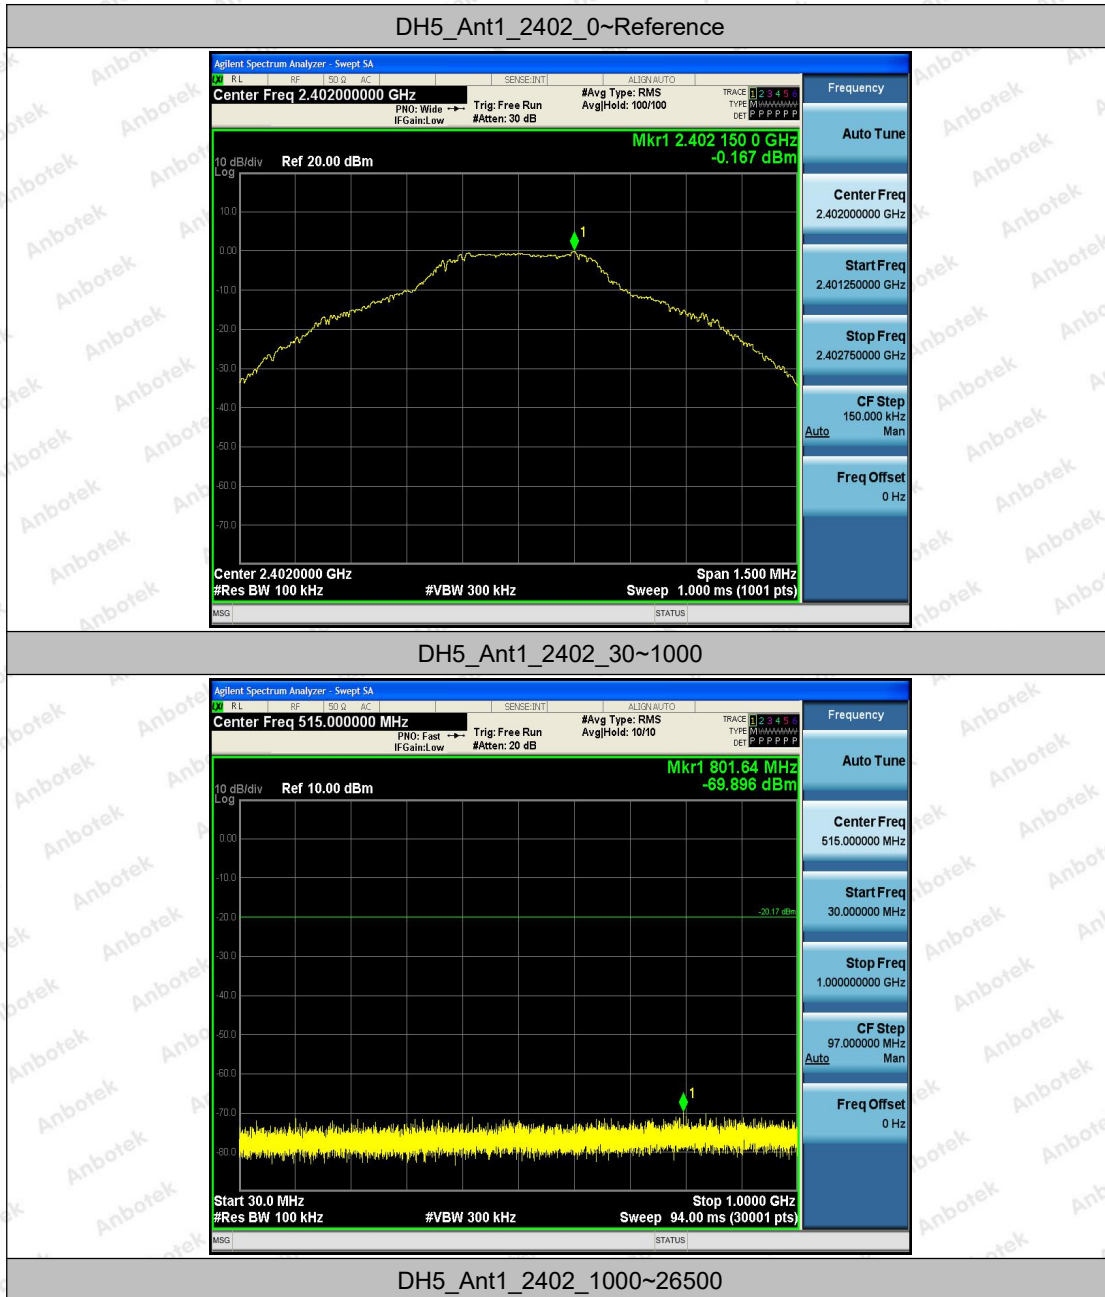 DH5_Ant1_2402_0~Reference
Agilent Spectrum Analyzer - Swept SA
LXI RL RF 50 Ω AC SENSE:INT ALIGN AUTO
Center Freq 2.402000000 GHz
#Avg Type: RMS
TRACE 1 2 3 4 5 6
PNO: Wide Trig: Free Run Avg|Hold: 100/100
TYPE M
IFGain:Low #Atten: 30 dB
DET P P P P P P
Mkr1 2.402 150 0 GHz
-0.167 dBm
10 dB/div Ref 20.00 dBm
Log
10.0
0.00
-10.0
-20.0
-30.0
-40.0
-50.0
-60.0
-70.0
1
Center 2.4020000 GHz Span 1.500 MHz
#Res BW 100 kHz #VBW 300 kHz Sweep 1.000 ms (1001 pts)
MSG STATUS
Frequency
Auto Tune
Center Freq
2.402000000 GHz
Start Freq
2.401250000 GHz
Stop Freq
2.402750000 GHz
CF Step
150.000 kHz
Auto Man
Freq Offset
0 Hz
DH5_Ant1_2402_30~1000
Agilent Spectrum Analyzer - Swept SA
LXI RL RF 50 Ω AC SENSE:INT ALIGN AUTO
Center Freq 515.000000 MHz
#Avg Type: RMS
TRACE 1 2 3 4 5 6
PNO: Fast Trig: Free Run Avg|Hold: 10/10
TYPE M
IFGain:Low #Atten: 20 dB
DET P P P P P P
Mkr1 801.64 MHz
-69.896 dBm
10 dB/div Ref 10.00 dBm
Log
0.00
-10.0
-20.0
-30.0
-40.0
-50.0
-60.0
-70.0
-80.0
-20.17 dBm
1
Start 30.0 MHz Stop 1.0000 GHz
#Res BW 100 kHz #VBW 300 kHz Sweep 94.00 ms (30001 pts)
MSG STATUS
Frequency
Auto Tune
Center Freq
515.000000 MHz
Start Freq
30.000000 MHz
Stop Freq
1.000000000 GHz
CF Step
97.000000 MHz
Auto Man
Freq Offset
0 Hz
DH5_Ant1_2402_1000~26500